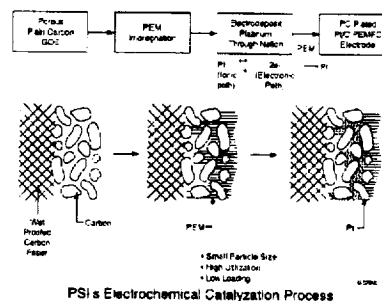 Porous
Plain Carbon
GDE
PEM
Impregnation
Electrodeposit
Platinum
Through Nafion
PC Plated
Pt/C PEMFC
Electrode
PEM
Pt++ + 2e- → Pt
(Ionic
path)
(Electronic
Path)
Wet
Proofed
Carbon
Paper
Carbon
PEM
Pt
• Small Particle Size
• High Utilization
• Low Loading
PSI's Electrochemical Catalyzation Process